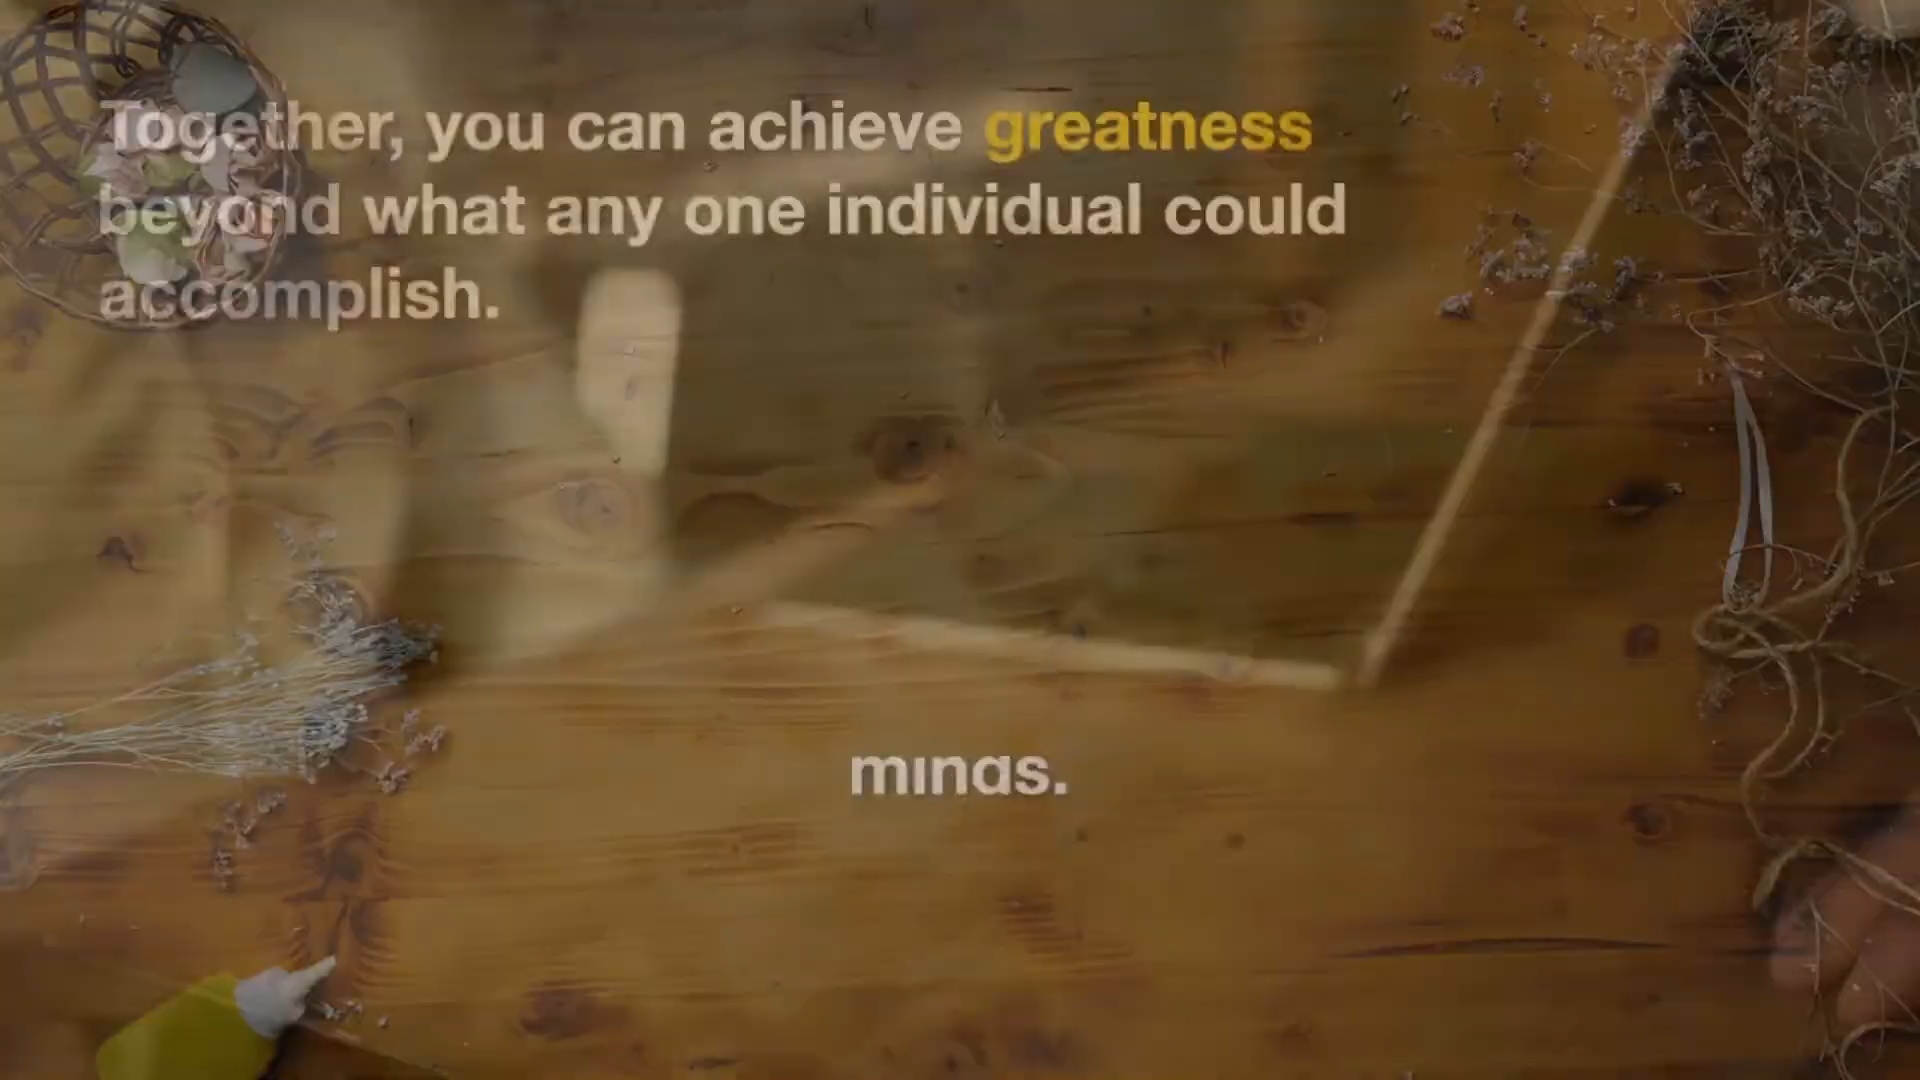 Together, you can achieve greatness
beyond what any one individual could
accomplish.
minds.